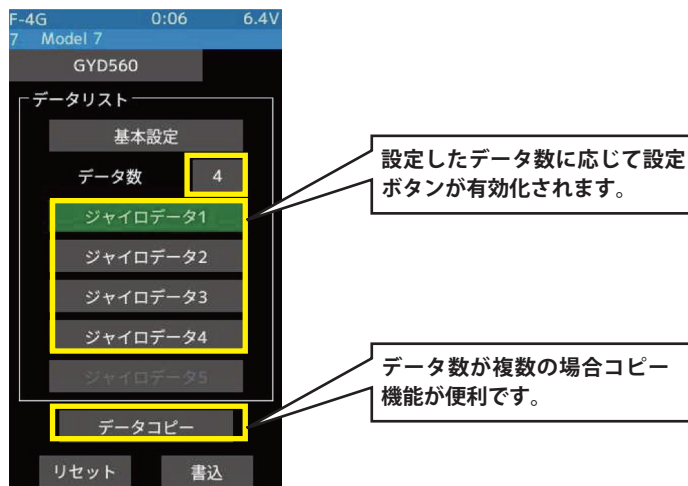 F-4G 0:06 6.4V
7 Model 7
GYD560
データリスト
基本設定
データ数 4
ジャイロデータ1
ジャイロデータ2
ジャイロデータ3
ジャイロデータ4
ジャイロデータ5
データコピー
リセット 書込
設定したデータ数に応じて設定
ボタンが有効化されます。
データ数が複数の場合コピー
機能が便利です。